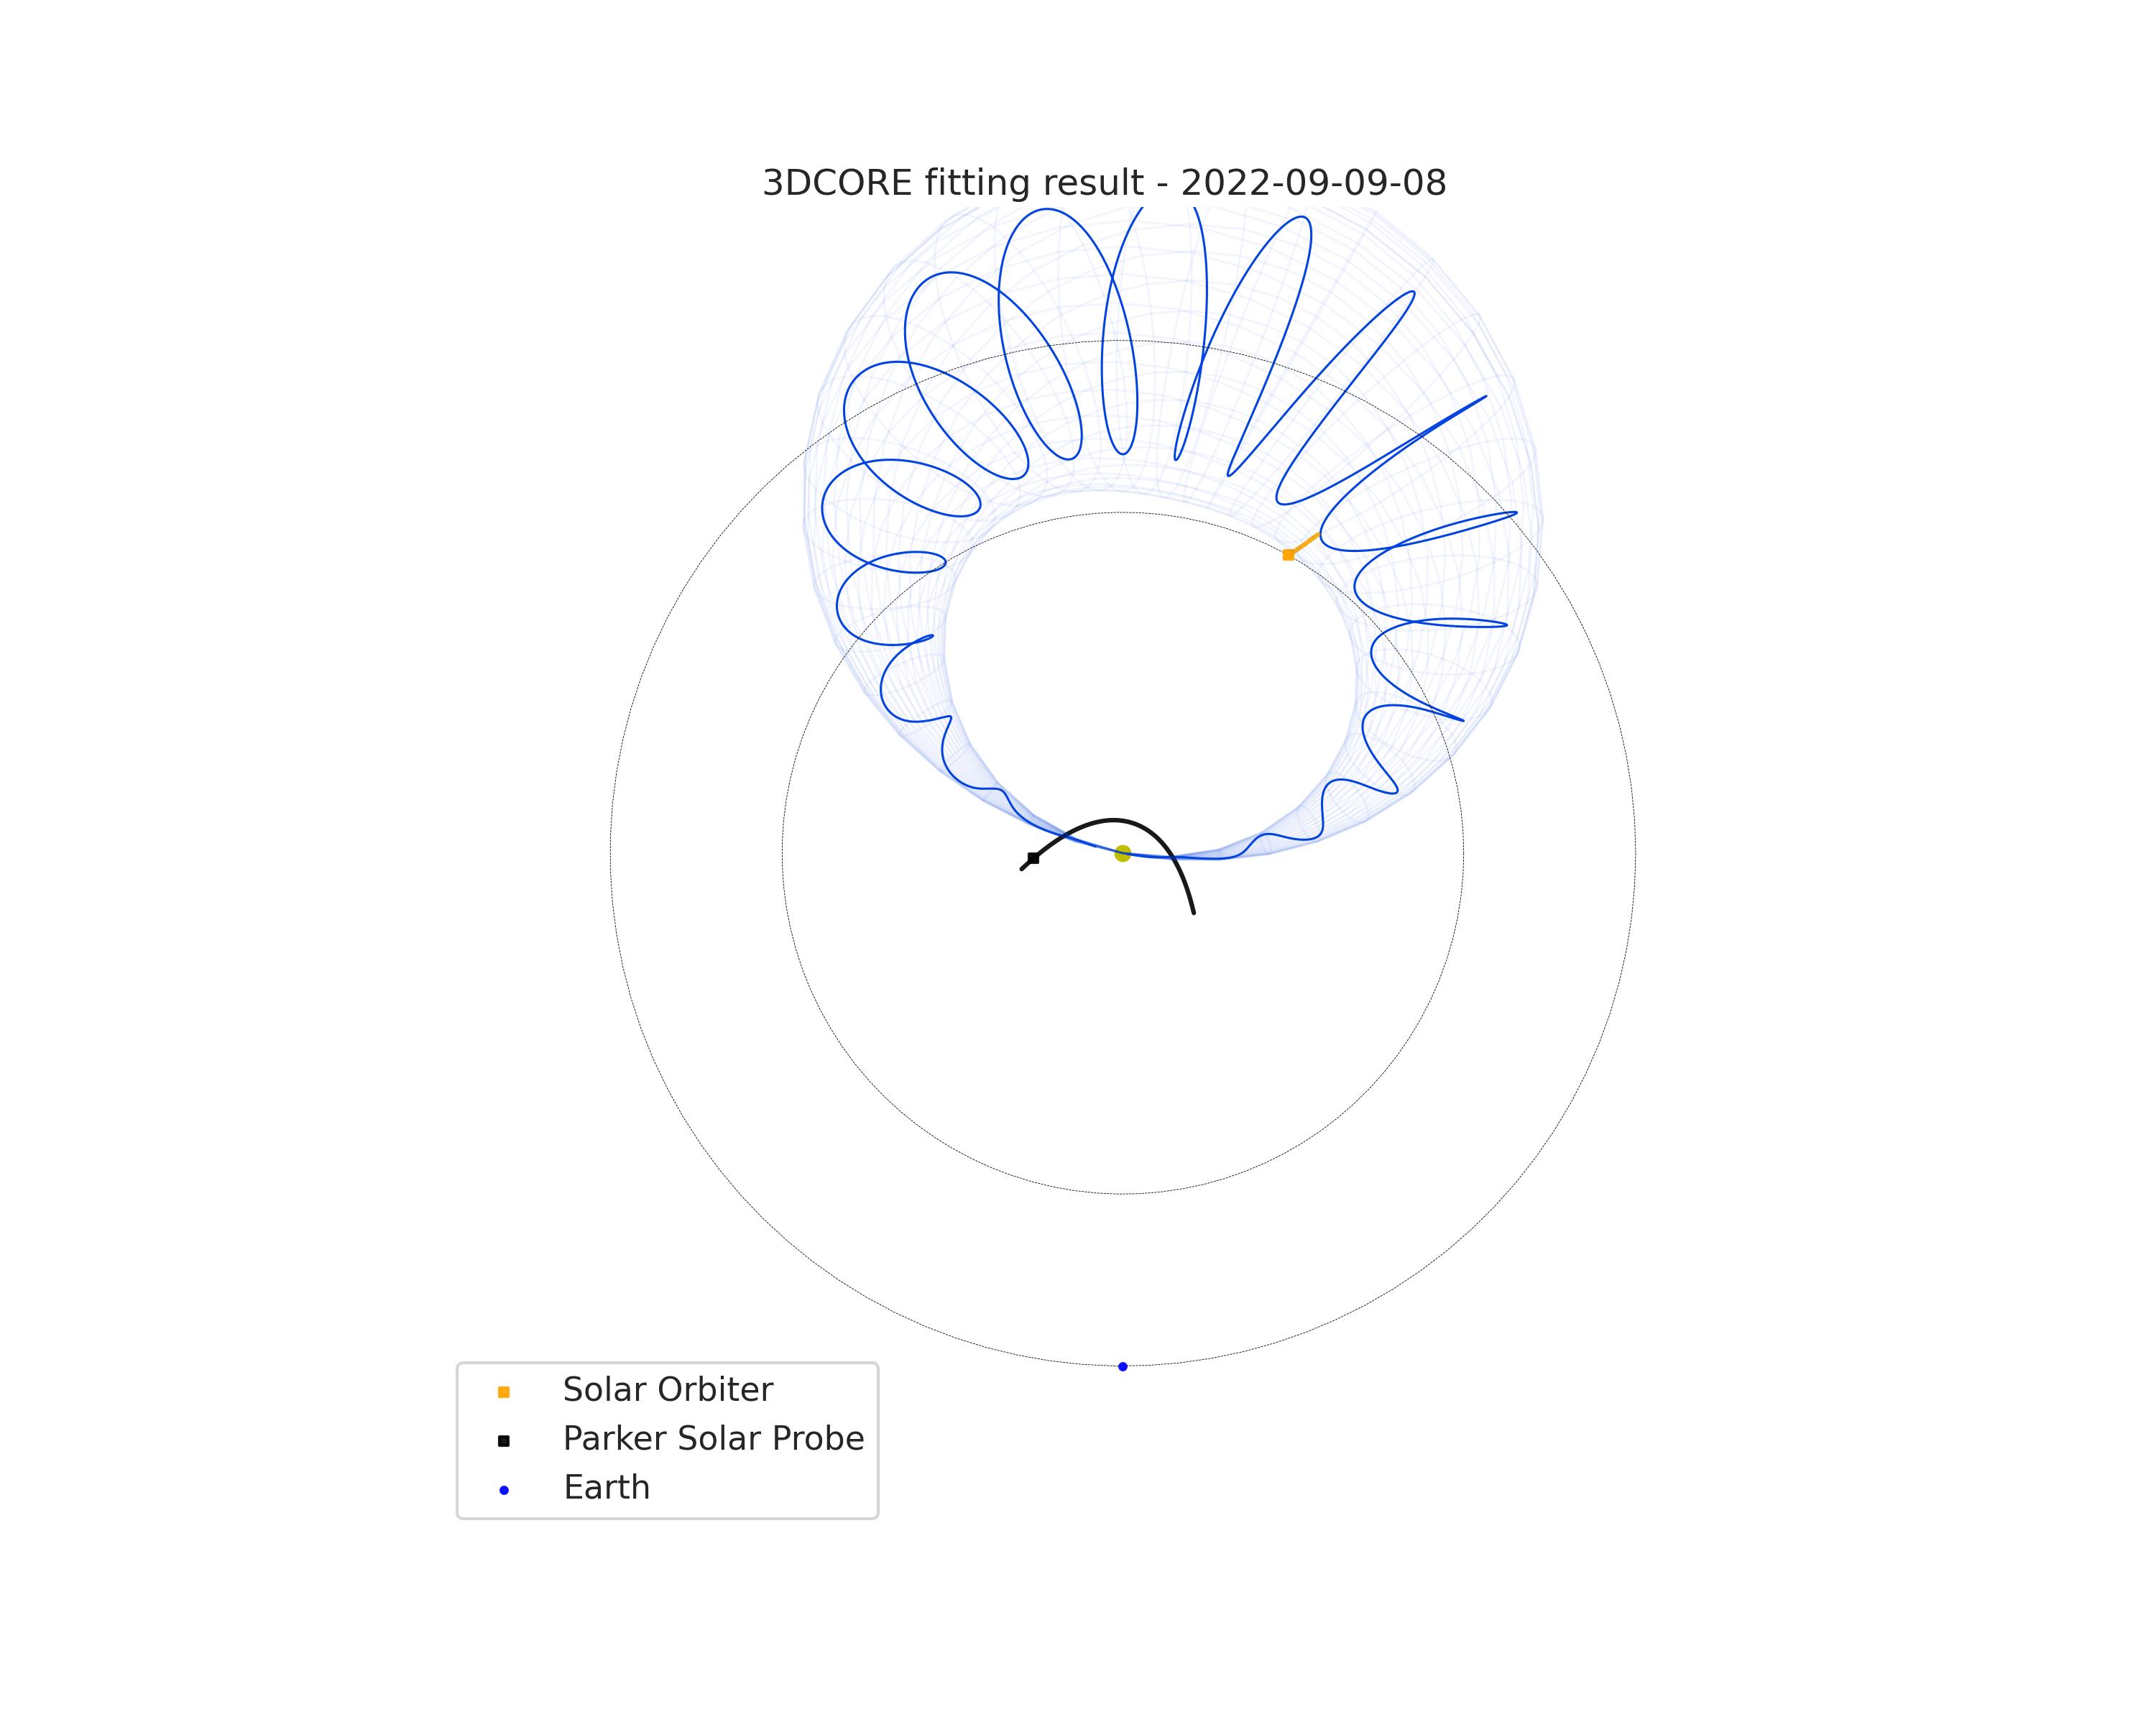 3DCORE fitting result - 2022-09-09-08
Solar Orbiter
Parker Solar Probe
Earth